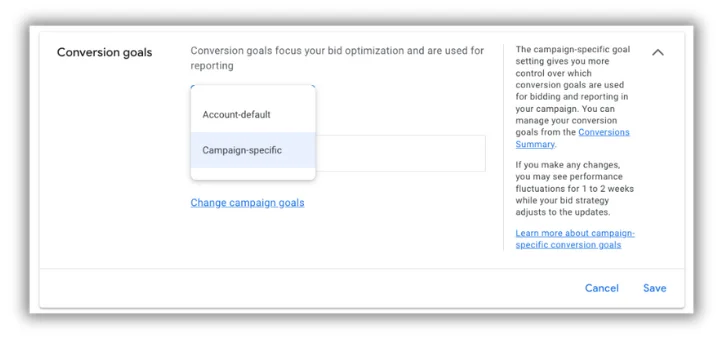 Conversion goals
Conversion goals focus your bid optimization and are used for
reporting
Account-default
Campaign-specific
Change campaign goals
The campaign-specific goal
setting gives you more
control over which
conversion goals are used
for bidding and reporting in
your campaign. You can
manage your conversion
goals from the Conversions
Summary.
If you make any changes,
you may see performance
fluctuations for 1 to 2 weeks
while your bid strategy
adjusts to the updates.
Learn more about campaign-
specific conversion goals
Cancel
Save